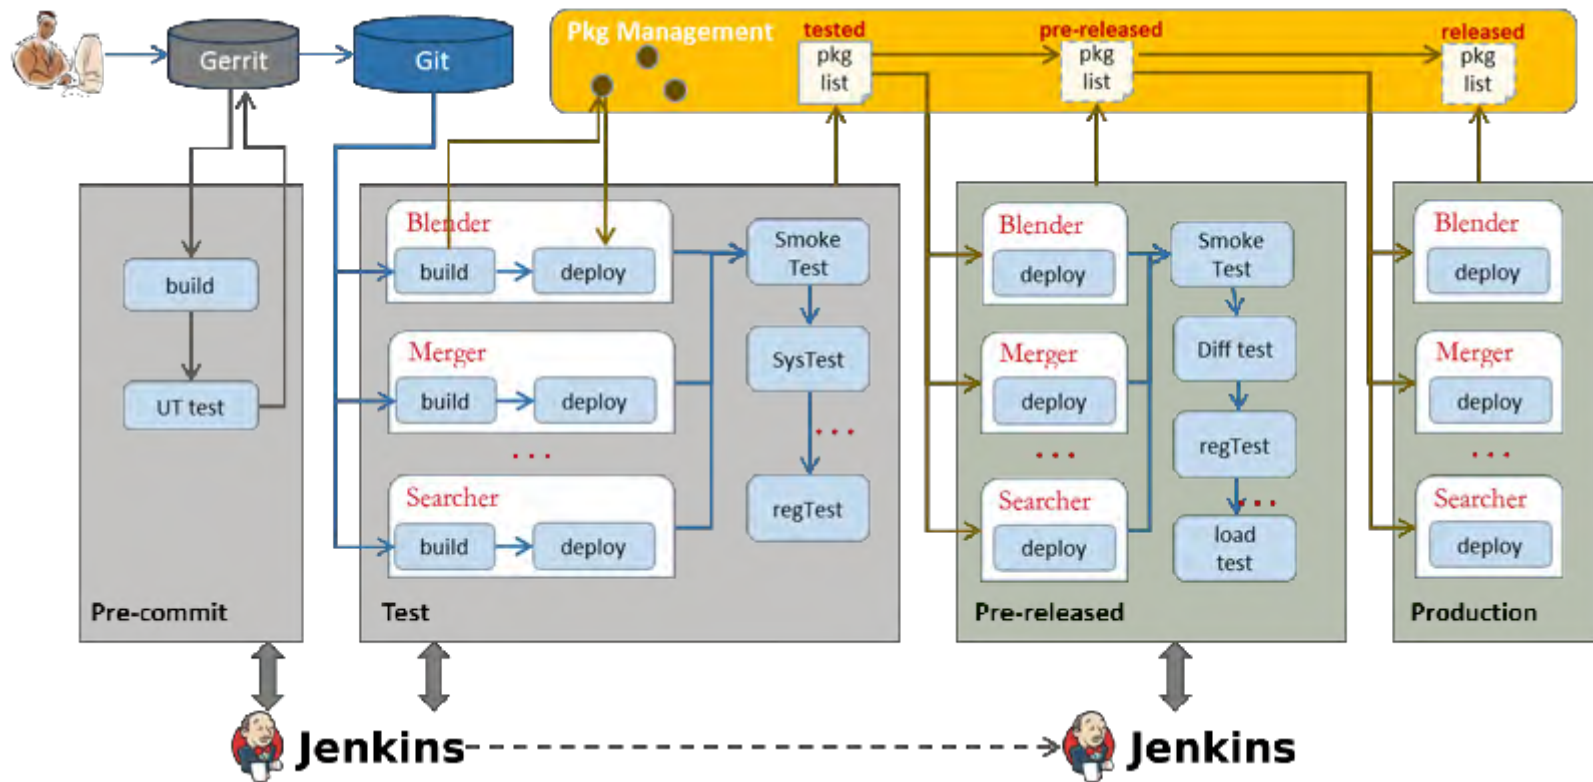 Gerrit
Git
Pkg Management
tested
pkg
list
pre-released
pkg
list
released
pkg
list
build
UT test
Pre-commit
Blender
build
deploy
Merger
build
deploy
...
Searcher
build
deploy
Smoke
Test
SysTest
...
regTest
Test
Blender
deploy
Merger
deploy
...
Searcher
deploy
Smoke
Test
Diff test
regTest
...
load
test
Pre-released
Blender
deploy
Merger
deploy
...
Searcher
deploy
Production
Jenkins
Jenkins